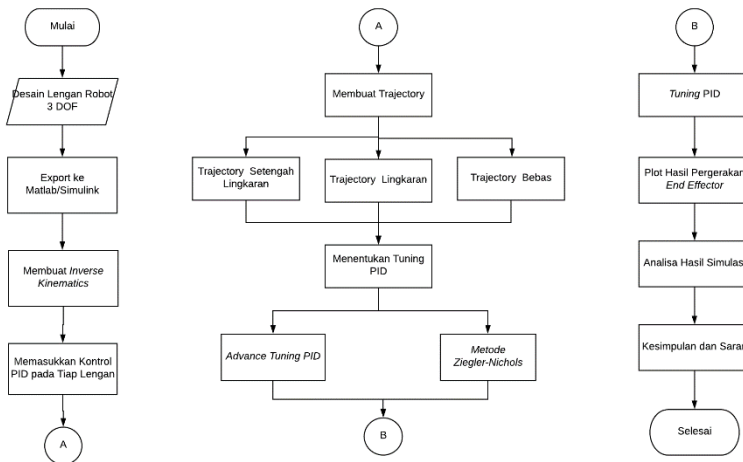 Mulai
Desain Lengan Robot
3 DOF
Export ke
Matlab/Simulink
Membuat Inverse
Kinematics
Memasukkan Kontrol
PID pada Tiap Lengan
A
A
Membuat Trajectory
Trajectory Setengah
Lingkaran
Trajectory Lingkaran
Trajectory Bebas
Menentukan Tuning
PID
Advance Tuning PID
Metode
Ziegler-Nichols
B
B
Tuning PID
Plot Hasil Pergerakan
End Effector
Analisa Hasil Simulasi
Kesimpulan dan Saran
Selesai